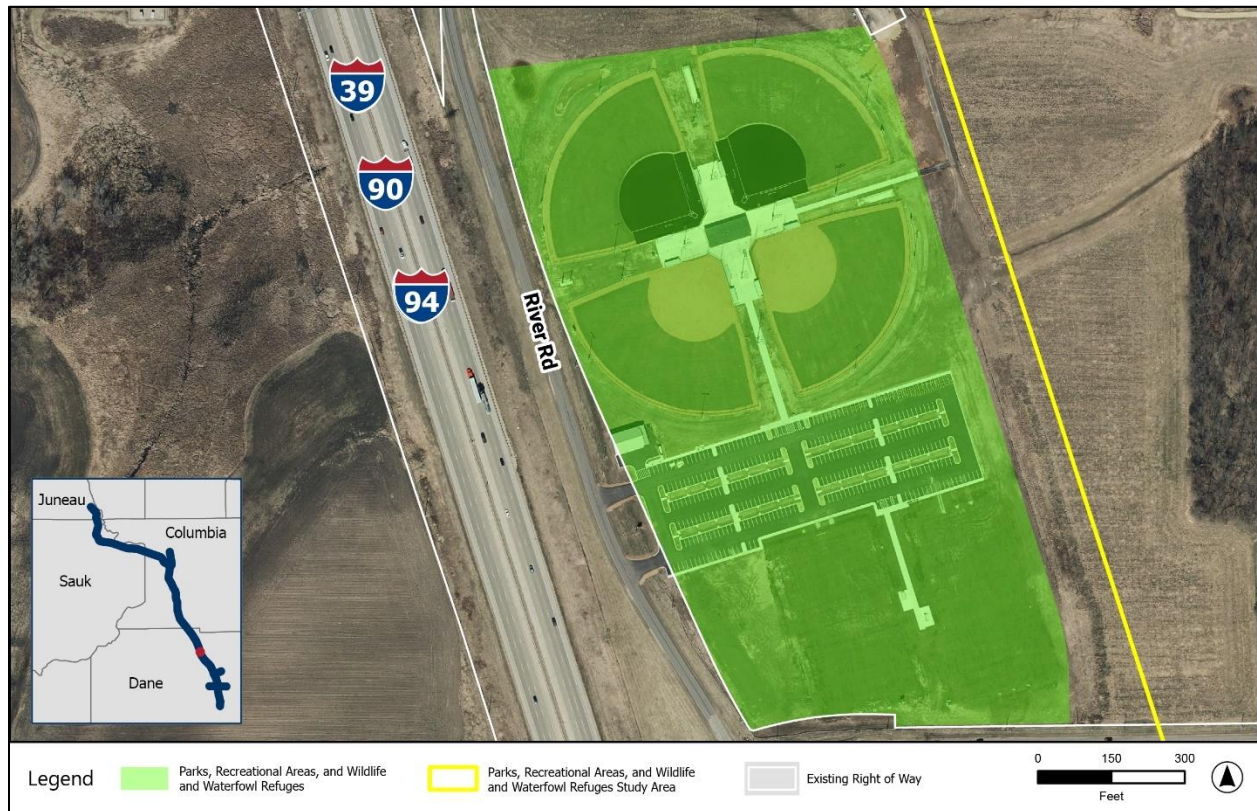 39
90
94
River Rd
Juneau
Columbia
Sauk
Dane
Legend
Parks, Recreational Areas, and Wildlife
and Waterfowl Refuges
Parks, Recreational Areas, and Wildlife
and Waterfowl Refuges Study Area
Existing Right of Way
0 150 300
Feet